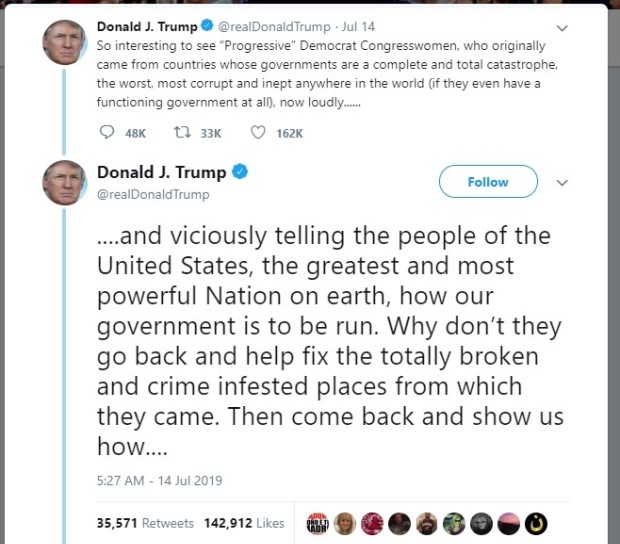 Donald J. Trump @realDonaldTrump · Jul 14
So interesting to see "Progressive" Democrat Congresswomen, who originally
came from countries whose governments are a complete and total catastrophe,
the worst, most corrupt and inept anywhere in the world (if they even have a
functioning government at all), now loudly......
48K 33K 162K
Donald J. Trump
@realDonaldTrump
Follow
....and viciously telling the people of the
United States, the greatest and most
powerful Nation on earth, how our
government is to be run. Why don't they
go back and help fix the totally broken
and crime infested places from which
they came. Then come back and show us
how....
5:27 AM - 14 Jul 2019
35,571 Retweets 142,912 Likes